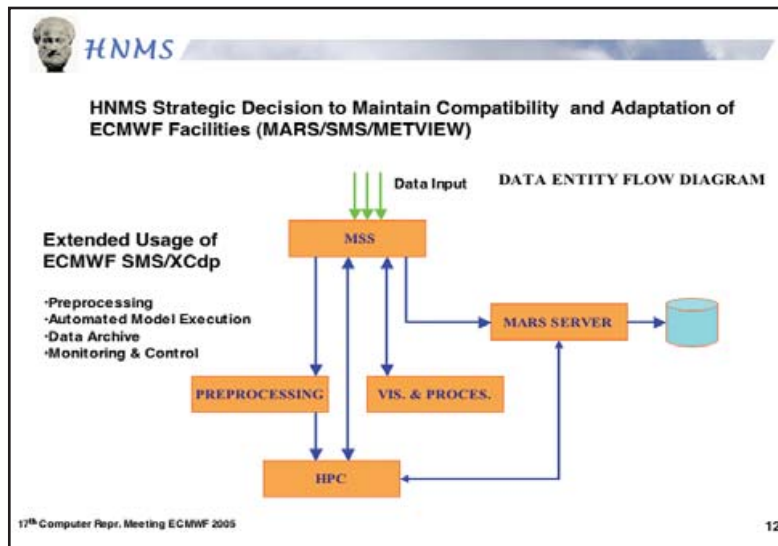 HNMS
HNMS Strategic Decision to Maintain Compatibility and Adaptation of
ECMWF Facilities (MARS/SMS/METVIEW)
Data Input
DATA ENTITY FLOW DIAGRAM
MSS
Extended Usage of
ECMWF SMS/XCdp
•Preprocessing
•Automated Model Execution
•Data Archive
•Monitoring & Control
MARS SERVER
PREPROCESSING
VIS. & PROCES.
HPC
17th Computer Repr. Meeting ECMWF 2005
12